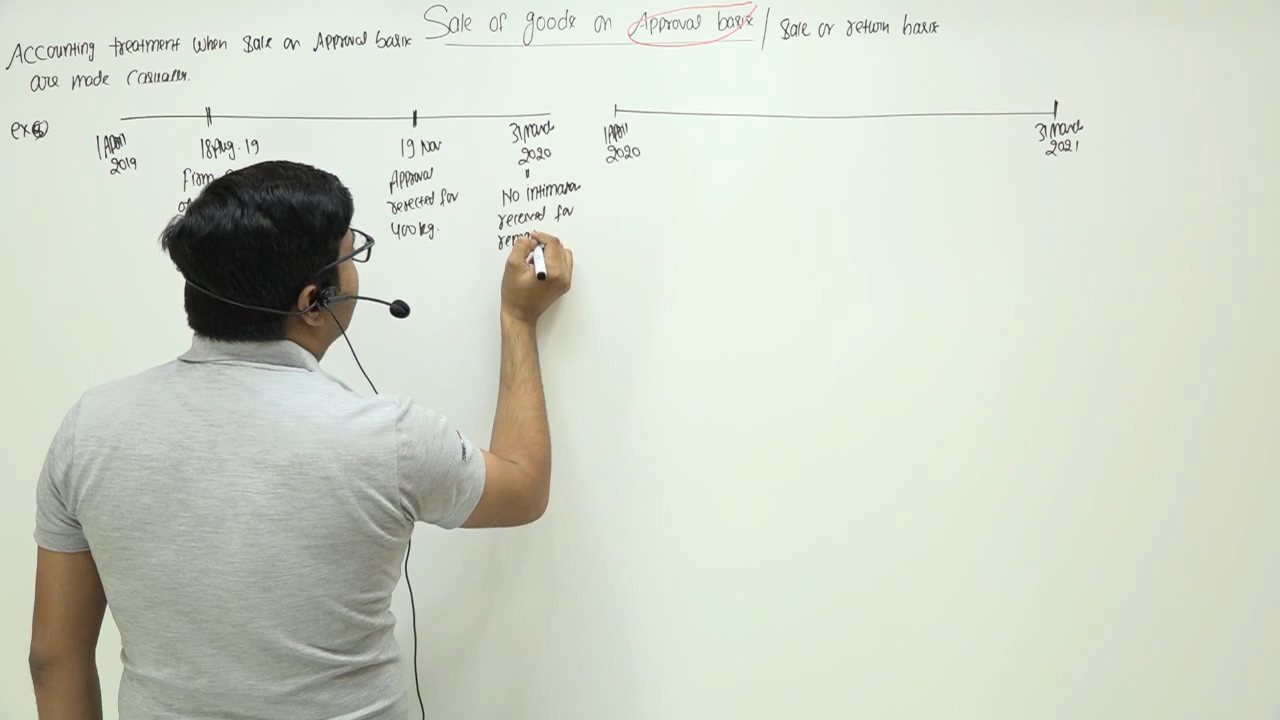 Sale of goods on Approval basis / Sale or return basis
Accounting treatment when Sale on Approval basis
are made Casually.
ex
1 April
2019
18 Aug. 19
Firm
19 Nov
Approval
rejected for
400 kg.
31 March
2020
No intimation
received for
1 April
2020
31 March
2021